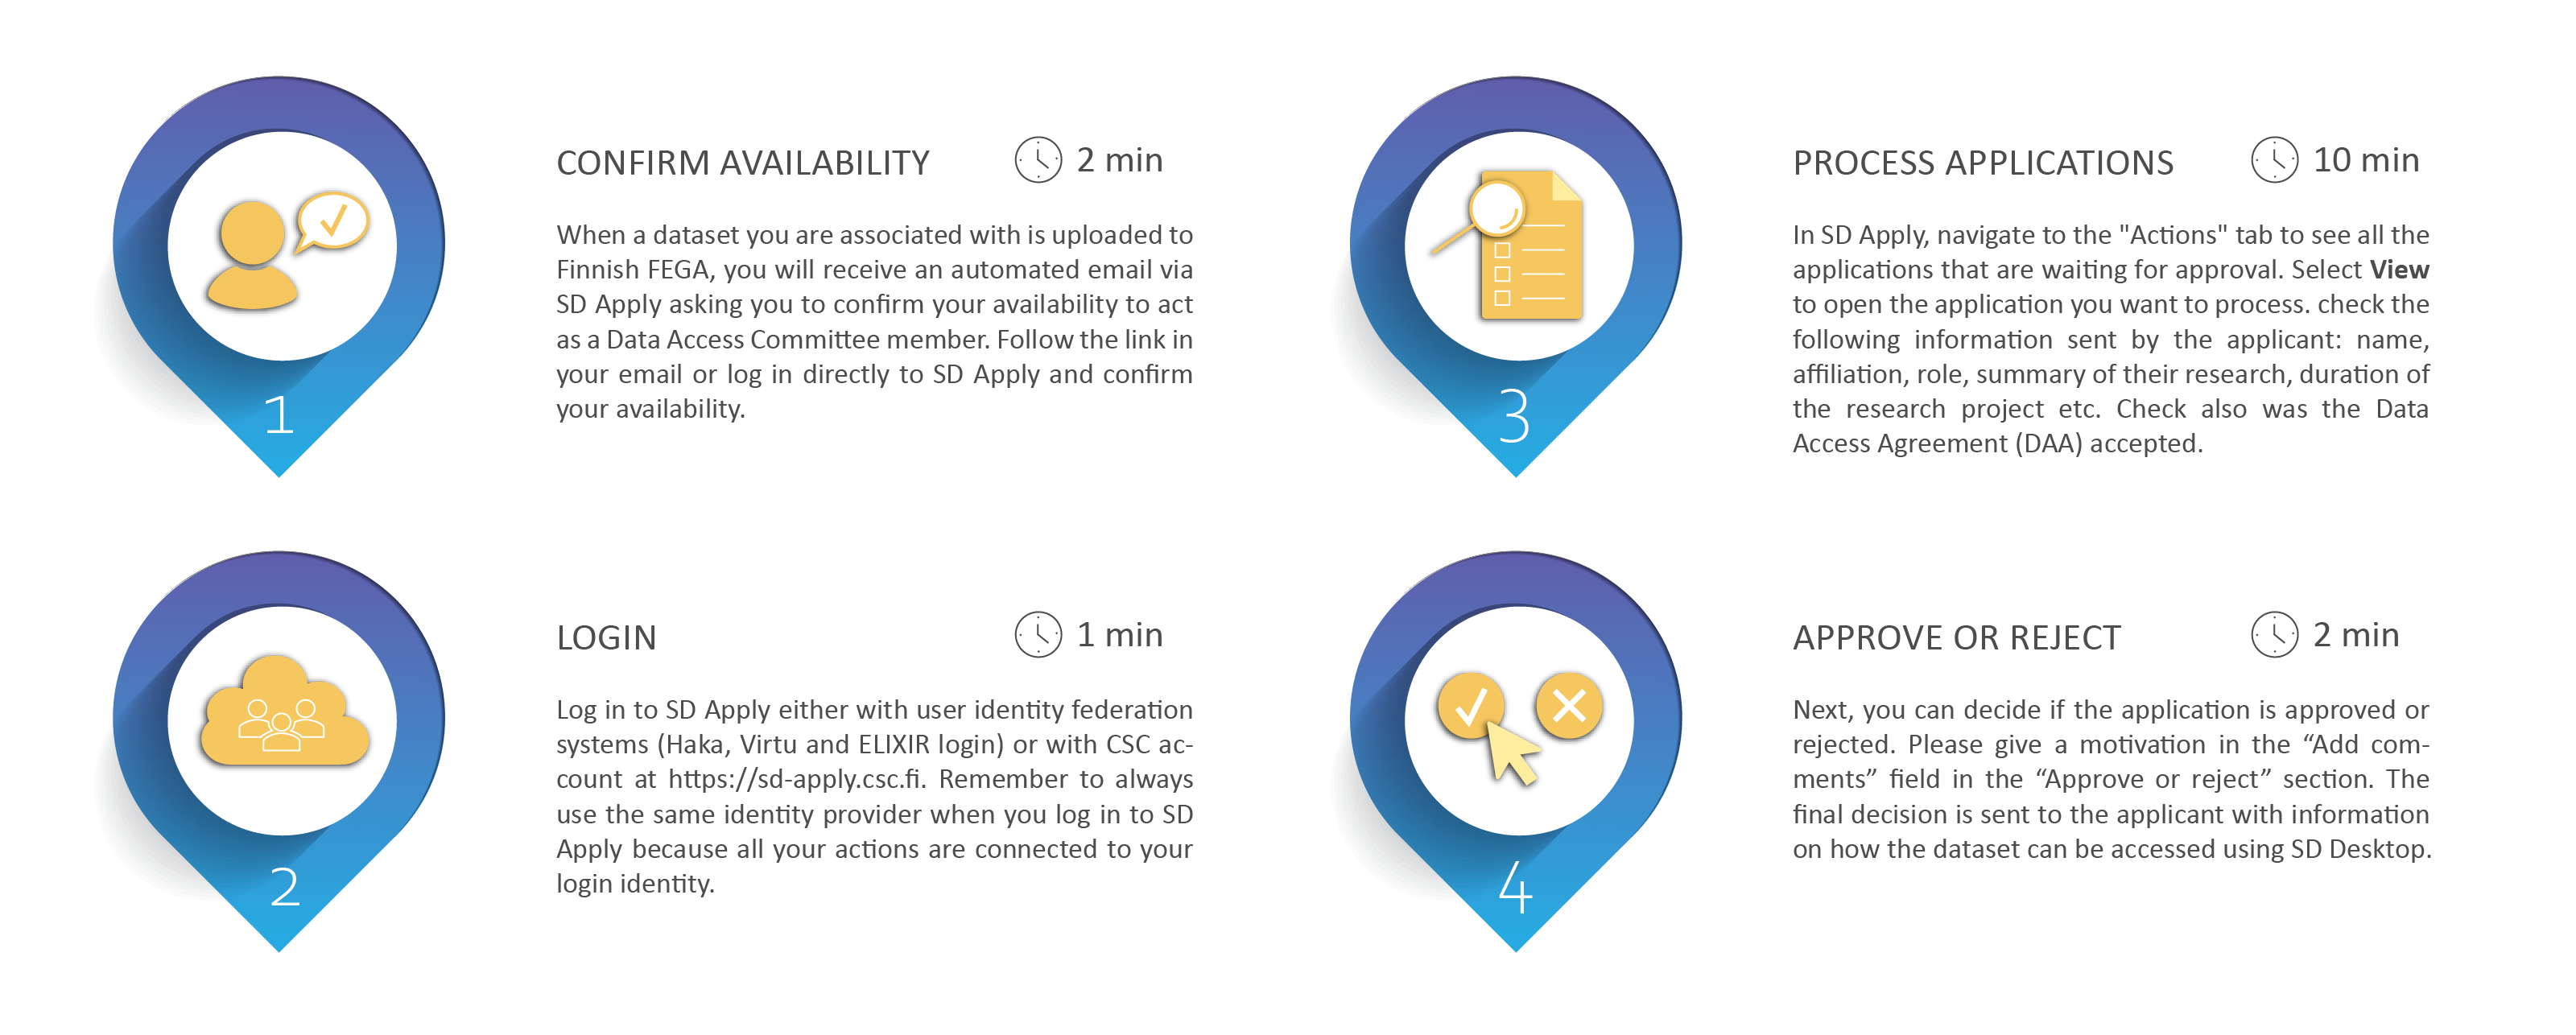 CONFIRM AVAILABILITY
2 min
When a dataset you are associated with is uploaded to
Finnish FEGA, you will receive an automated email via
SD Apply asking you to confirm your availability to act
as a Data Access Committee member. Follow the link in
your email or log in directly to SD Apply and confirm
your availability.
1
LOGIN
1 min
Log in to SD Apply either with user identity federation
systems (Haka, Virtu and ELIXIR login) or with CSC ac-
count at https://sd-apply.csc.fi. Remember to always
use the same identity provider when you log in to SD
Apply because all your actions are connected to your
login identity.
2
PROCESS APPLICATIONS
10 min
In SD Apply, navigate to the "Actions" tab to see all the
applications that are waiting for approval. Select View
to open the application you want to process. check the
following information sent by the applicant: name,
affiliation, role, summary of their research, duration of
the research project etc. Check also was the Data
Access Agreement (DAA) accepted.
3
APPROVE OR REJECT
2 min
Next, you can decide if the application is approved or
rejected. Please give a motivation in the “Add com-
ments” field in the “Approve or reject” section. The
final decision is sent to the applicant with information
on how the dataset can be accessed using SD Desktop.
4